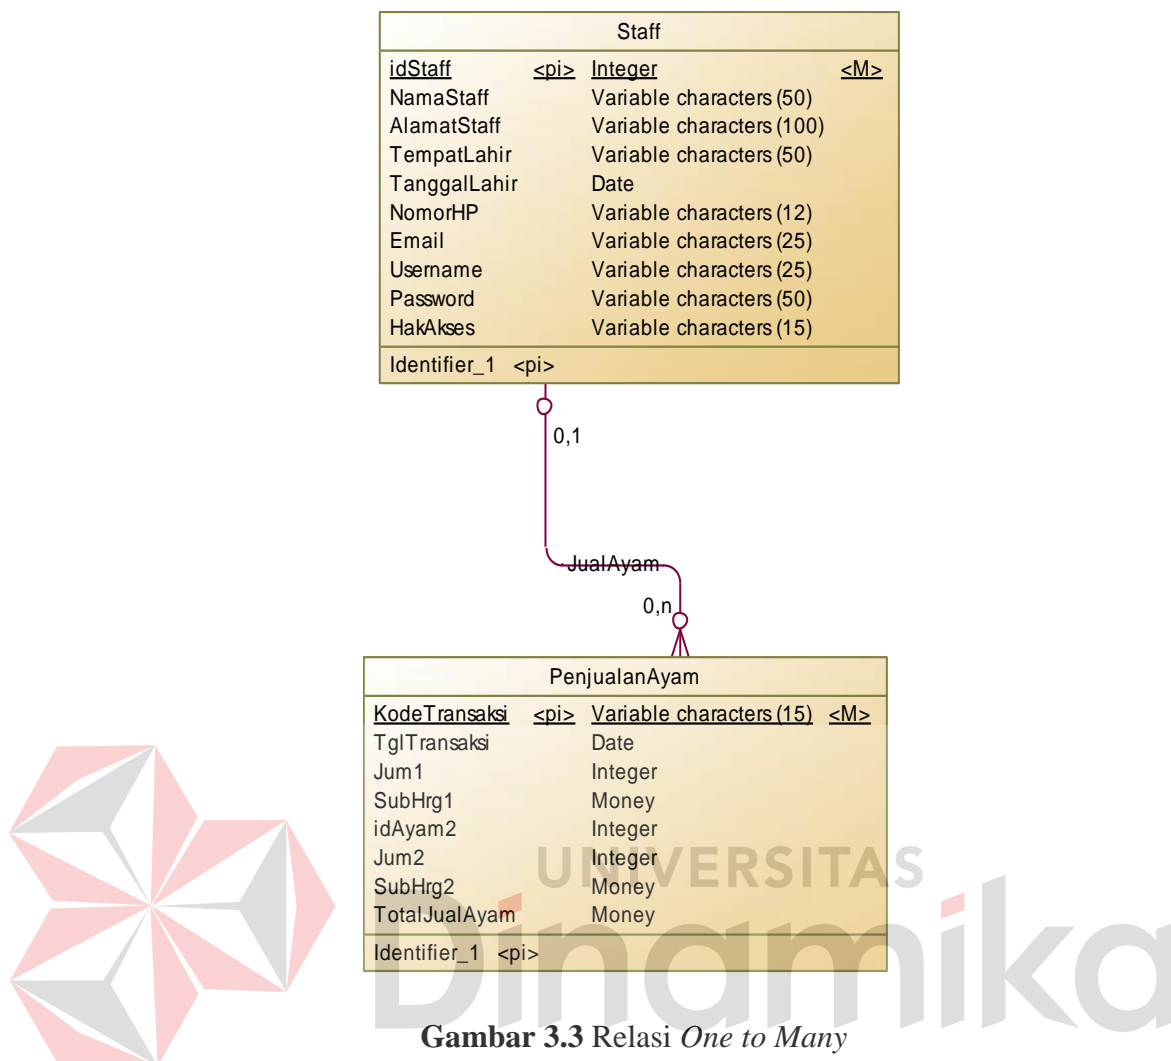 Staff
idStaff <pi> Integer <M>
NamaStaff Variable characters (50)
AlamatStaff Variable characters (100)
TempatLahir Variable characters (50)
TanggalLahir Date
NomorHP Variable characters (12)
Email Variable characters (25)
Username Variable characters (25)
Password Variable characters (50)
HakAkses Variable characters (15)
Identifier_1 <pi>
0,1
JualAyam
0,n
PenjualanAyam
KodeTransaksi <pi> Variable characters (15) <M>
TglTransaksi Date
Jum1 Integer
SubHrg1 Money
idAyam2 Integer
Jum2 Integer
SubHrg2 Money
TotalJualAyam Money
Identifier_1 <pi>
UNIVERSITAS
Dinamika
Gambar 3.3 Relasi One to Many